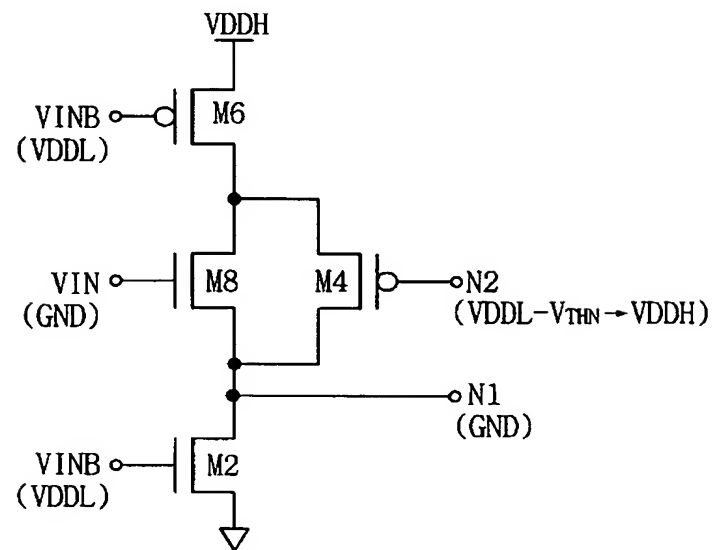 VDDH
VINB
(VDDL)
M6
VIN
(GND)
M8
M4
N2
(VDDL-VTHN→VDDH)
N1
(GND)
VINB
(VDDL)
M2